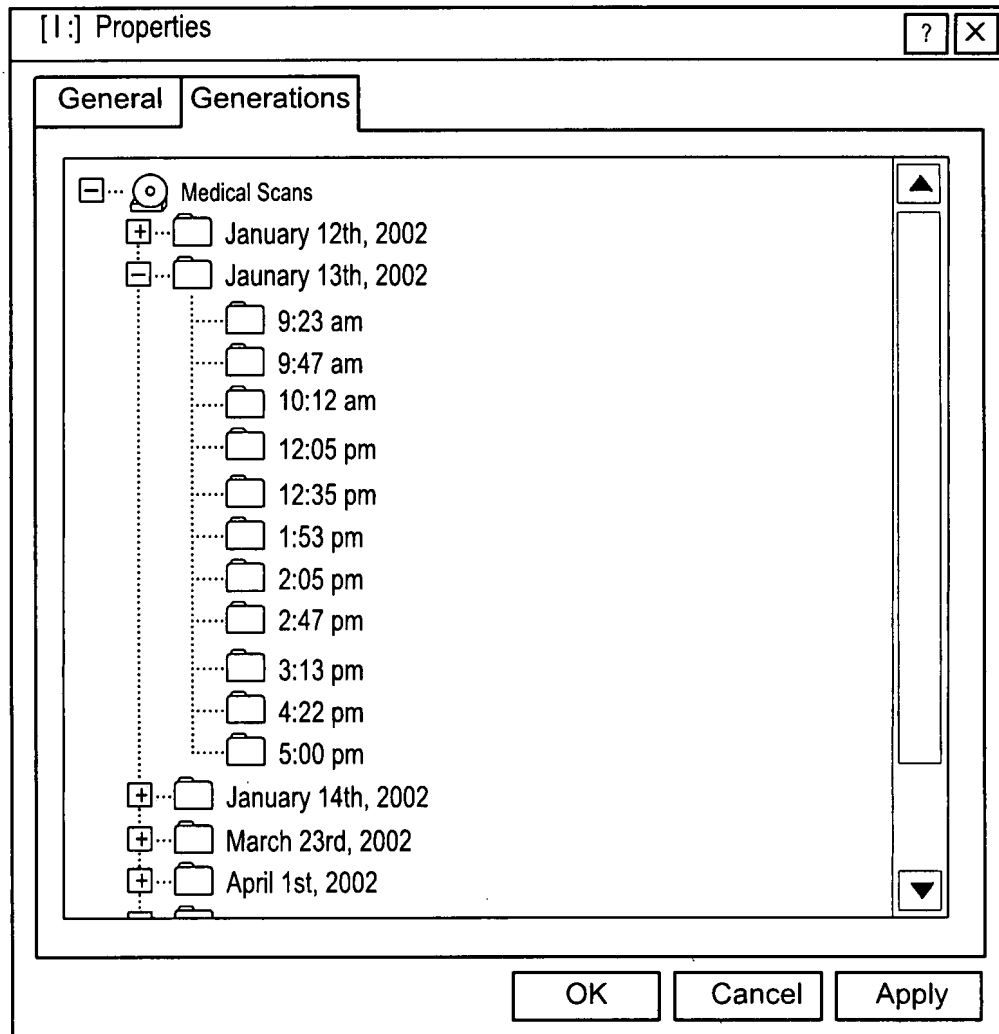 [I:] Properties
?
X
General
Generations
Medical Scans
January 12th, 2002
Jaunary 13th, 2002
9:23 am
9:47 am
10:12 am
12:05 pm
12:35 pm
1:53 pm
2:05 pm
2:47 pm
3:13 pm
4:22 pm
5:00 pm
January 14th, 2002
March 23rd, 2002
April 1st, 2002
OK
Cancel
Apply